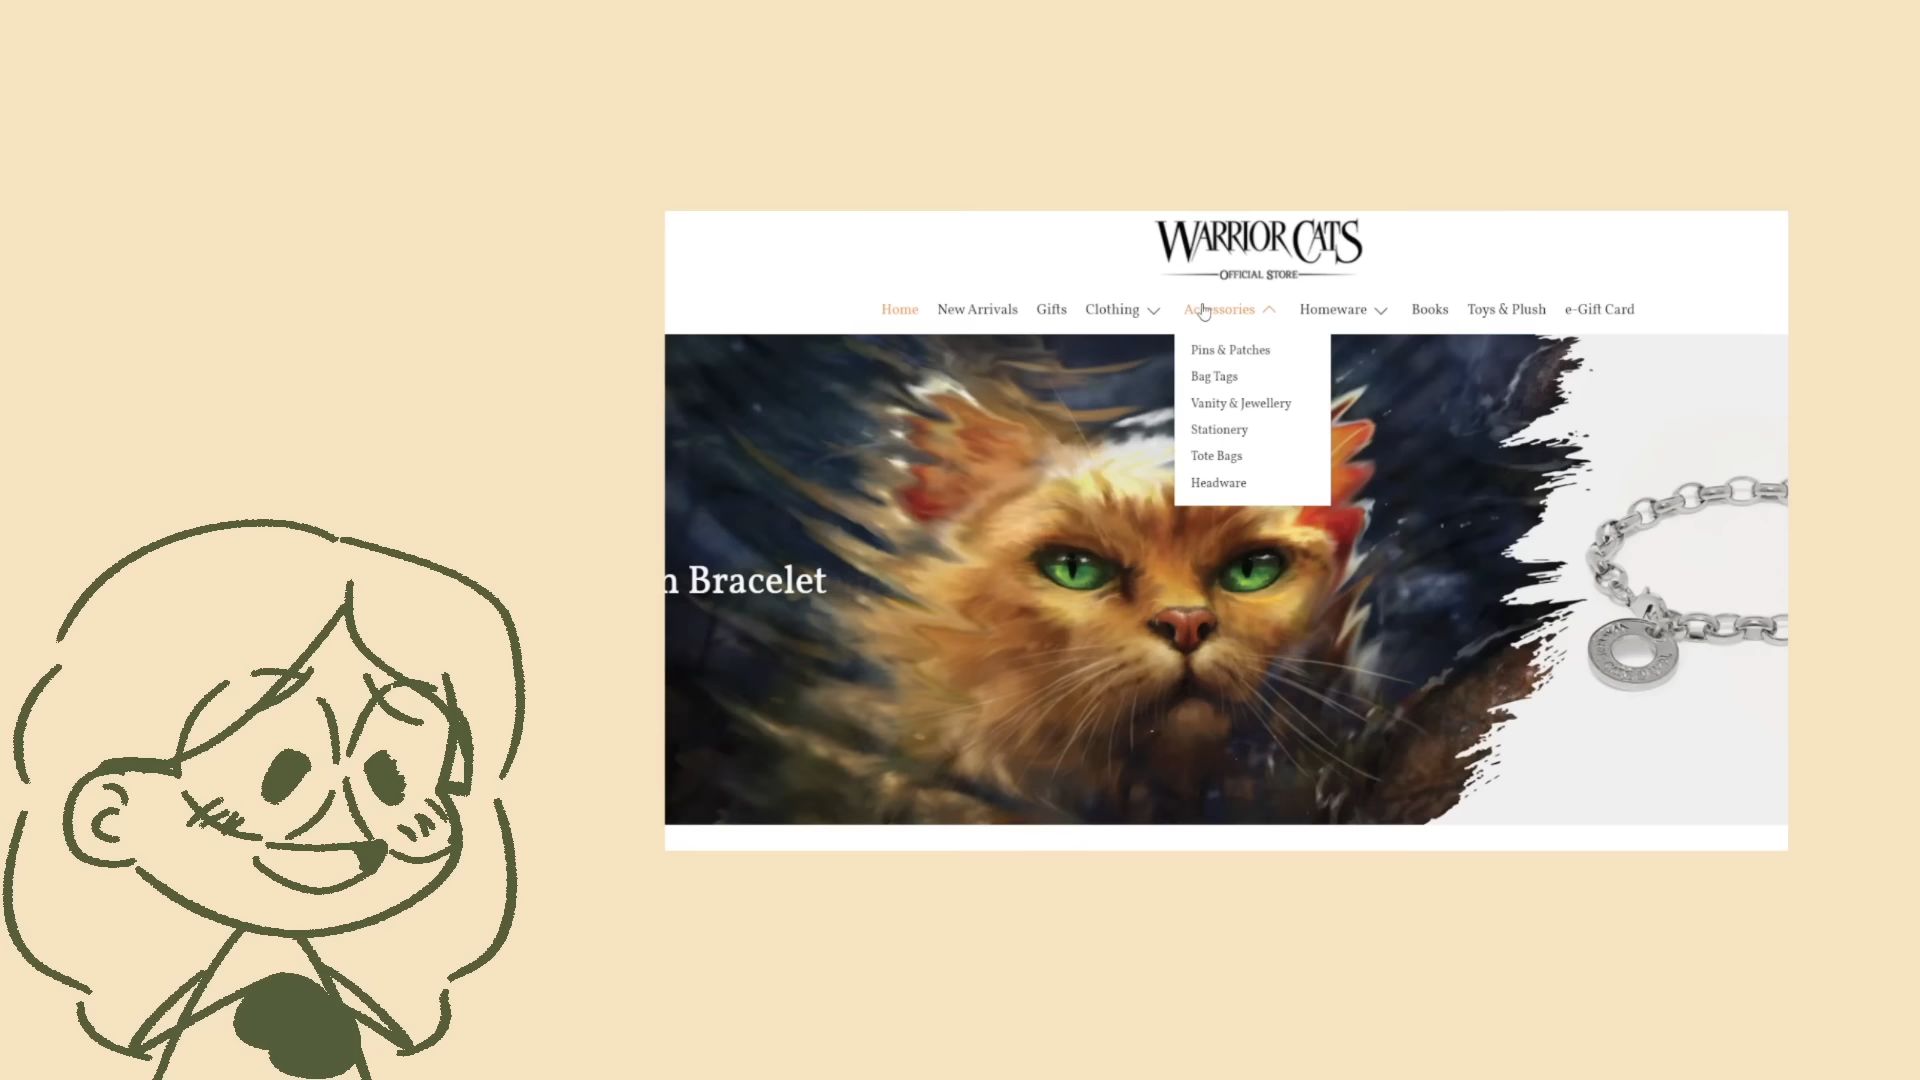 WARRIOR CATS
OFFICIAL STORE
Home New Arrivals Gifts Clothing Accessories Homeware Books Toys & Plush e-Gift Card
Pins & Patches
Bag Tags
Vanity & Jewellery
Stationery
Tote Bags
Headware
Bracelet